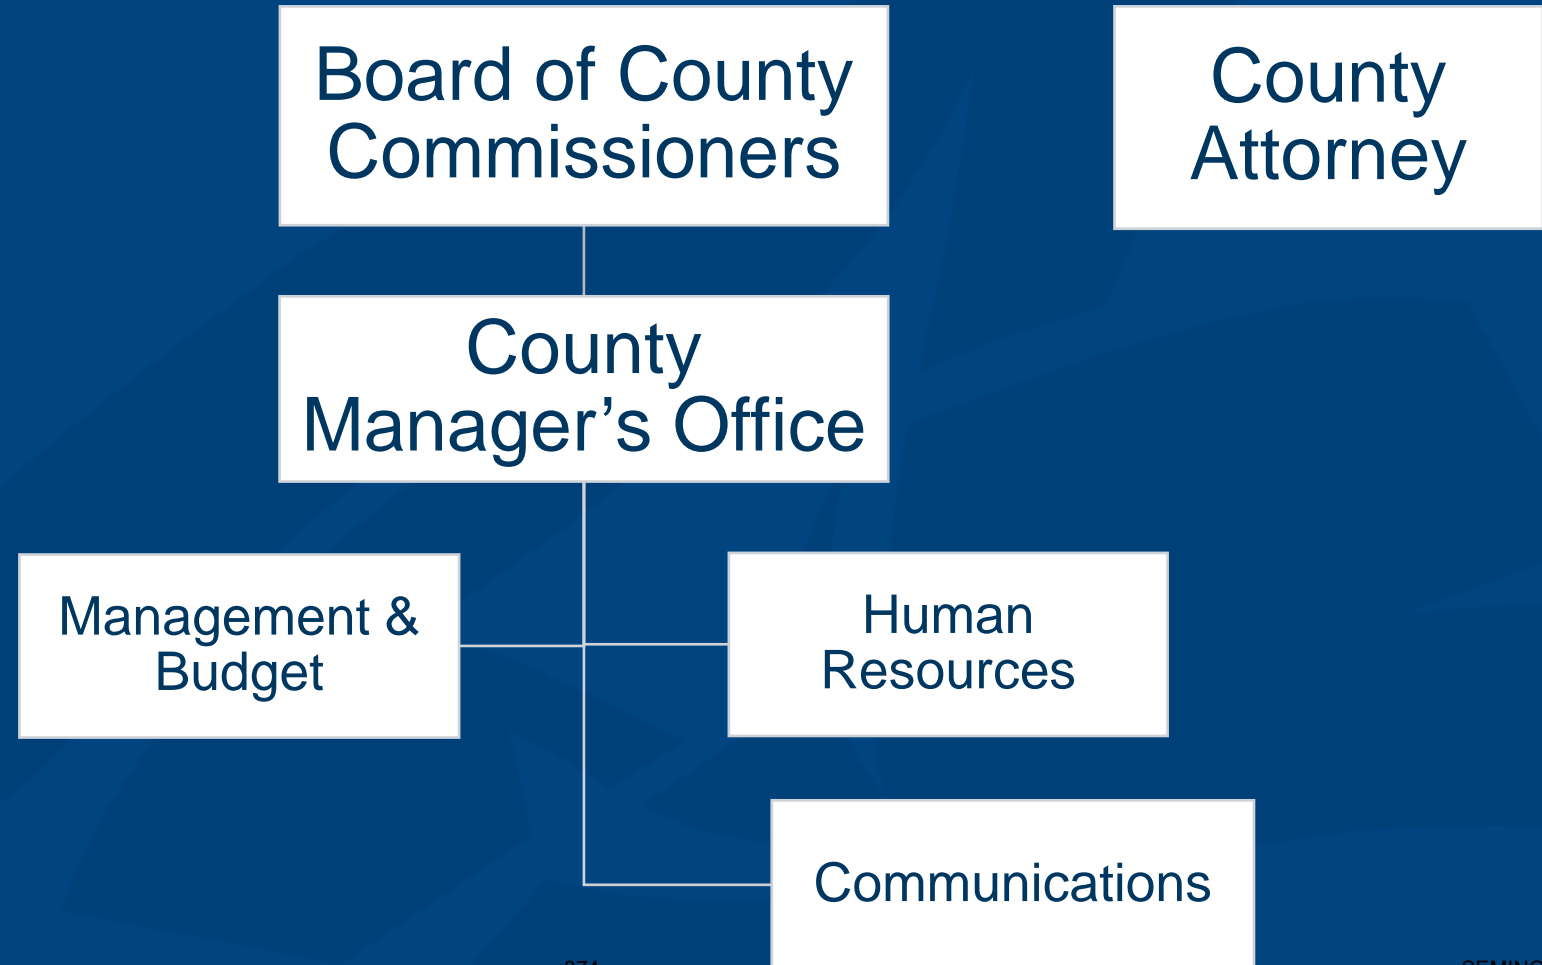 Board of County
Commissioners
County
Attorney
County
Manager’s Office
Management &
Budget
Human
Resources
Communications